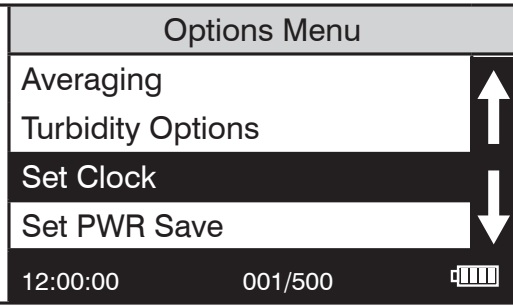 Options Menu
Averaging
Turbidity Options
Set Clock
Set PWR Save
12:00:00 001/500